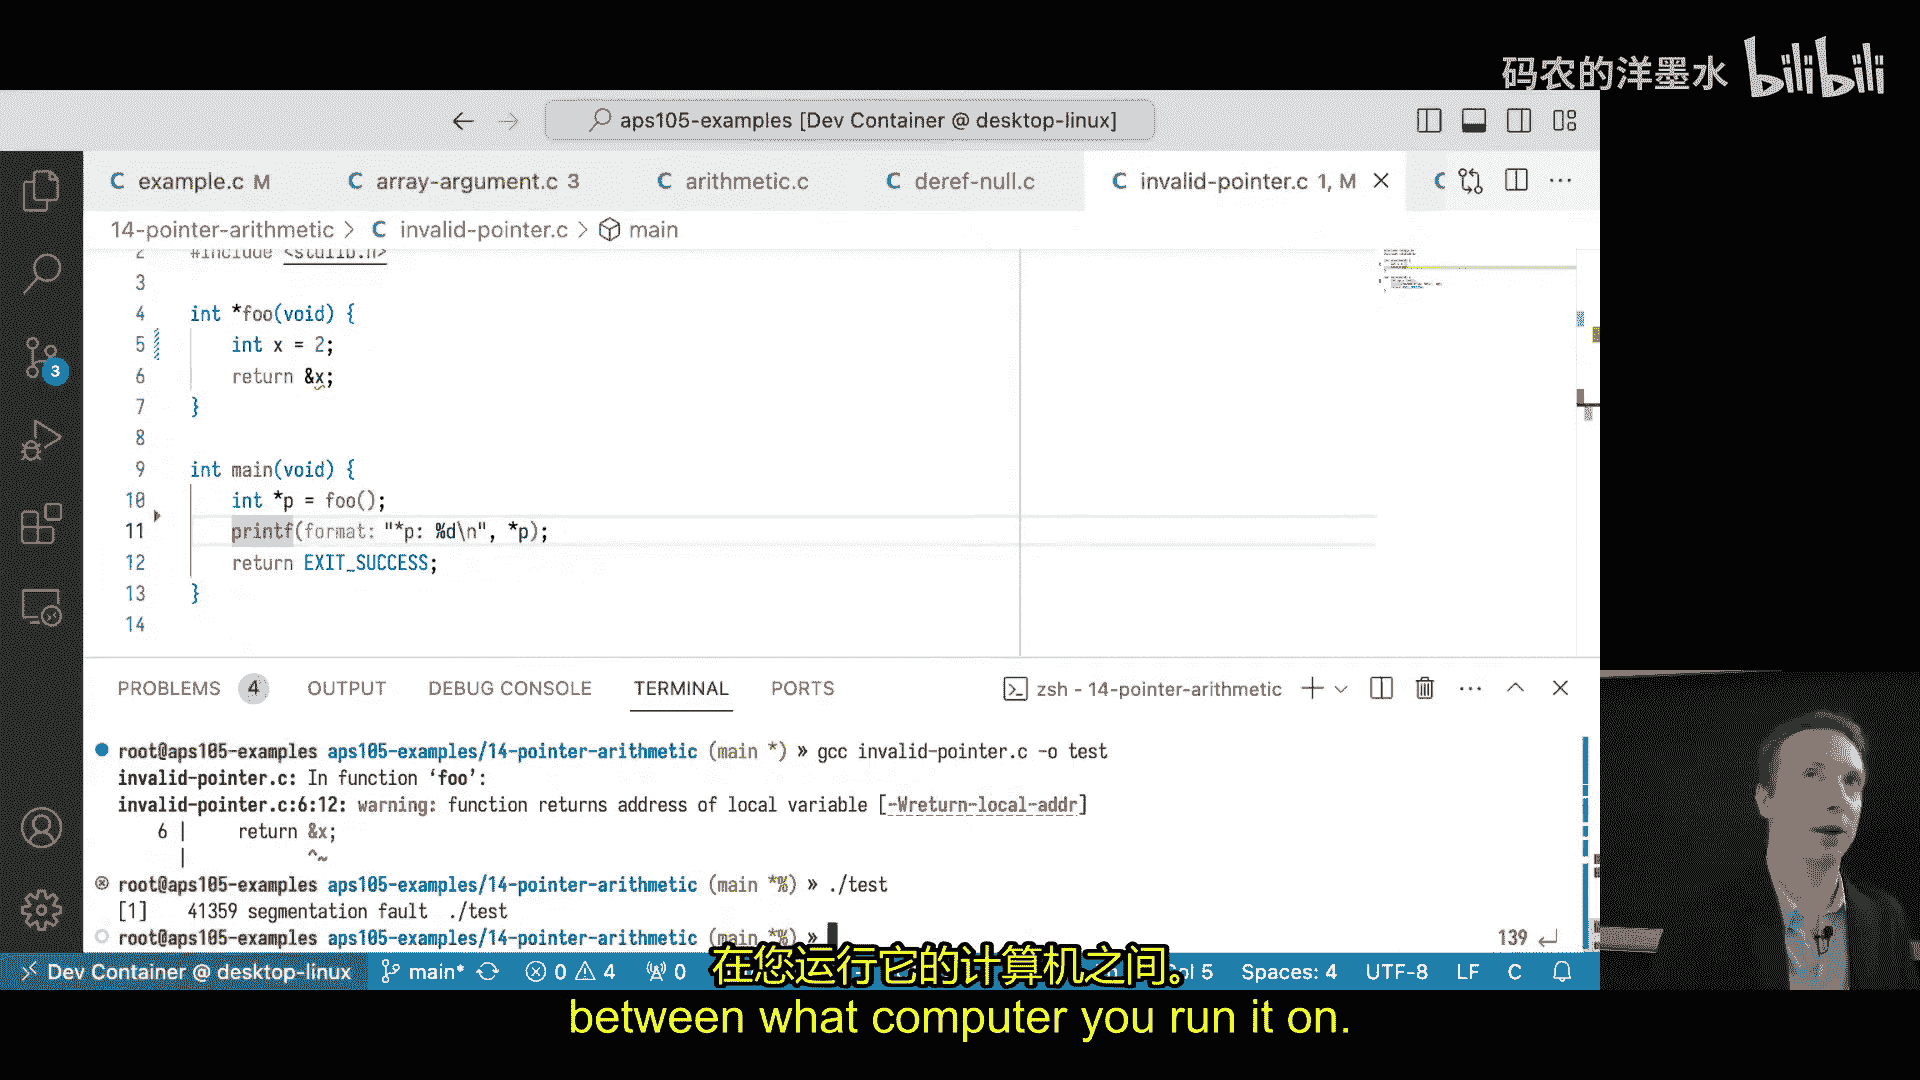 码农的洋墨水 bilibili
aps105-examples [Dev Container @ desktop-linux]
C example.c M C array-argument.c 3 C arithmetic.c C deref-null.c C invalid-pointer.c 1, M C
14-pointer-arithmetic > C invalid-pointer.c > main
2 #include <stdlib.h>
3
4 int *foo(void) {
5 int x = 2;
6 return &x;
7 }
8
9 int main(void) {
10 int *p = foo();
11 printf(format: "*p: %d\n", *p);
12 return EXIT_SUCCESS;
13 }
14
3
PROBLEMS 4 OUTPUT DEBUG CONSOLE TERMINAL PORTS zsh - 14-pointer-arithmetic
root@aps105-examples aps105-examples/14-pointer-arithmetic (main *) » gcc invalid-pointer.c -o test
invalid-pointer.c: In function ‘foo’:
invalid-pointer.c:6:12: warning: function returns address of local variable [-Wreturn-local-addr]
6 | return &x;
| ^~
root@aps105-examples aps105-examples/14-pointer-arithmetic (main *%) » ./test
[1] 41359 segmentation fault ./test
root@aps105-examples aps105-examples/14-pointer-arithmetic (main *%) » 139
Dev Container @ desktop-linux main* 0 4 0 Col 5 Spaces: 4 UTF-8 LF C
在您运行它的计算机之间。
between what computer you run it on.